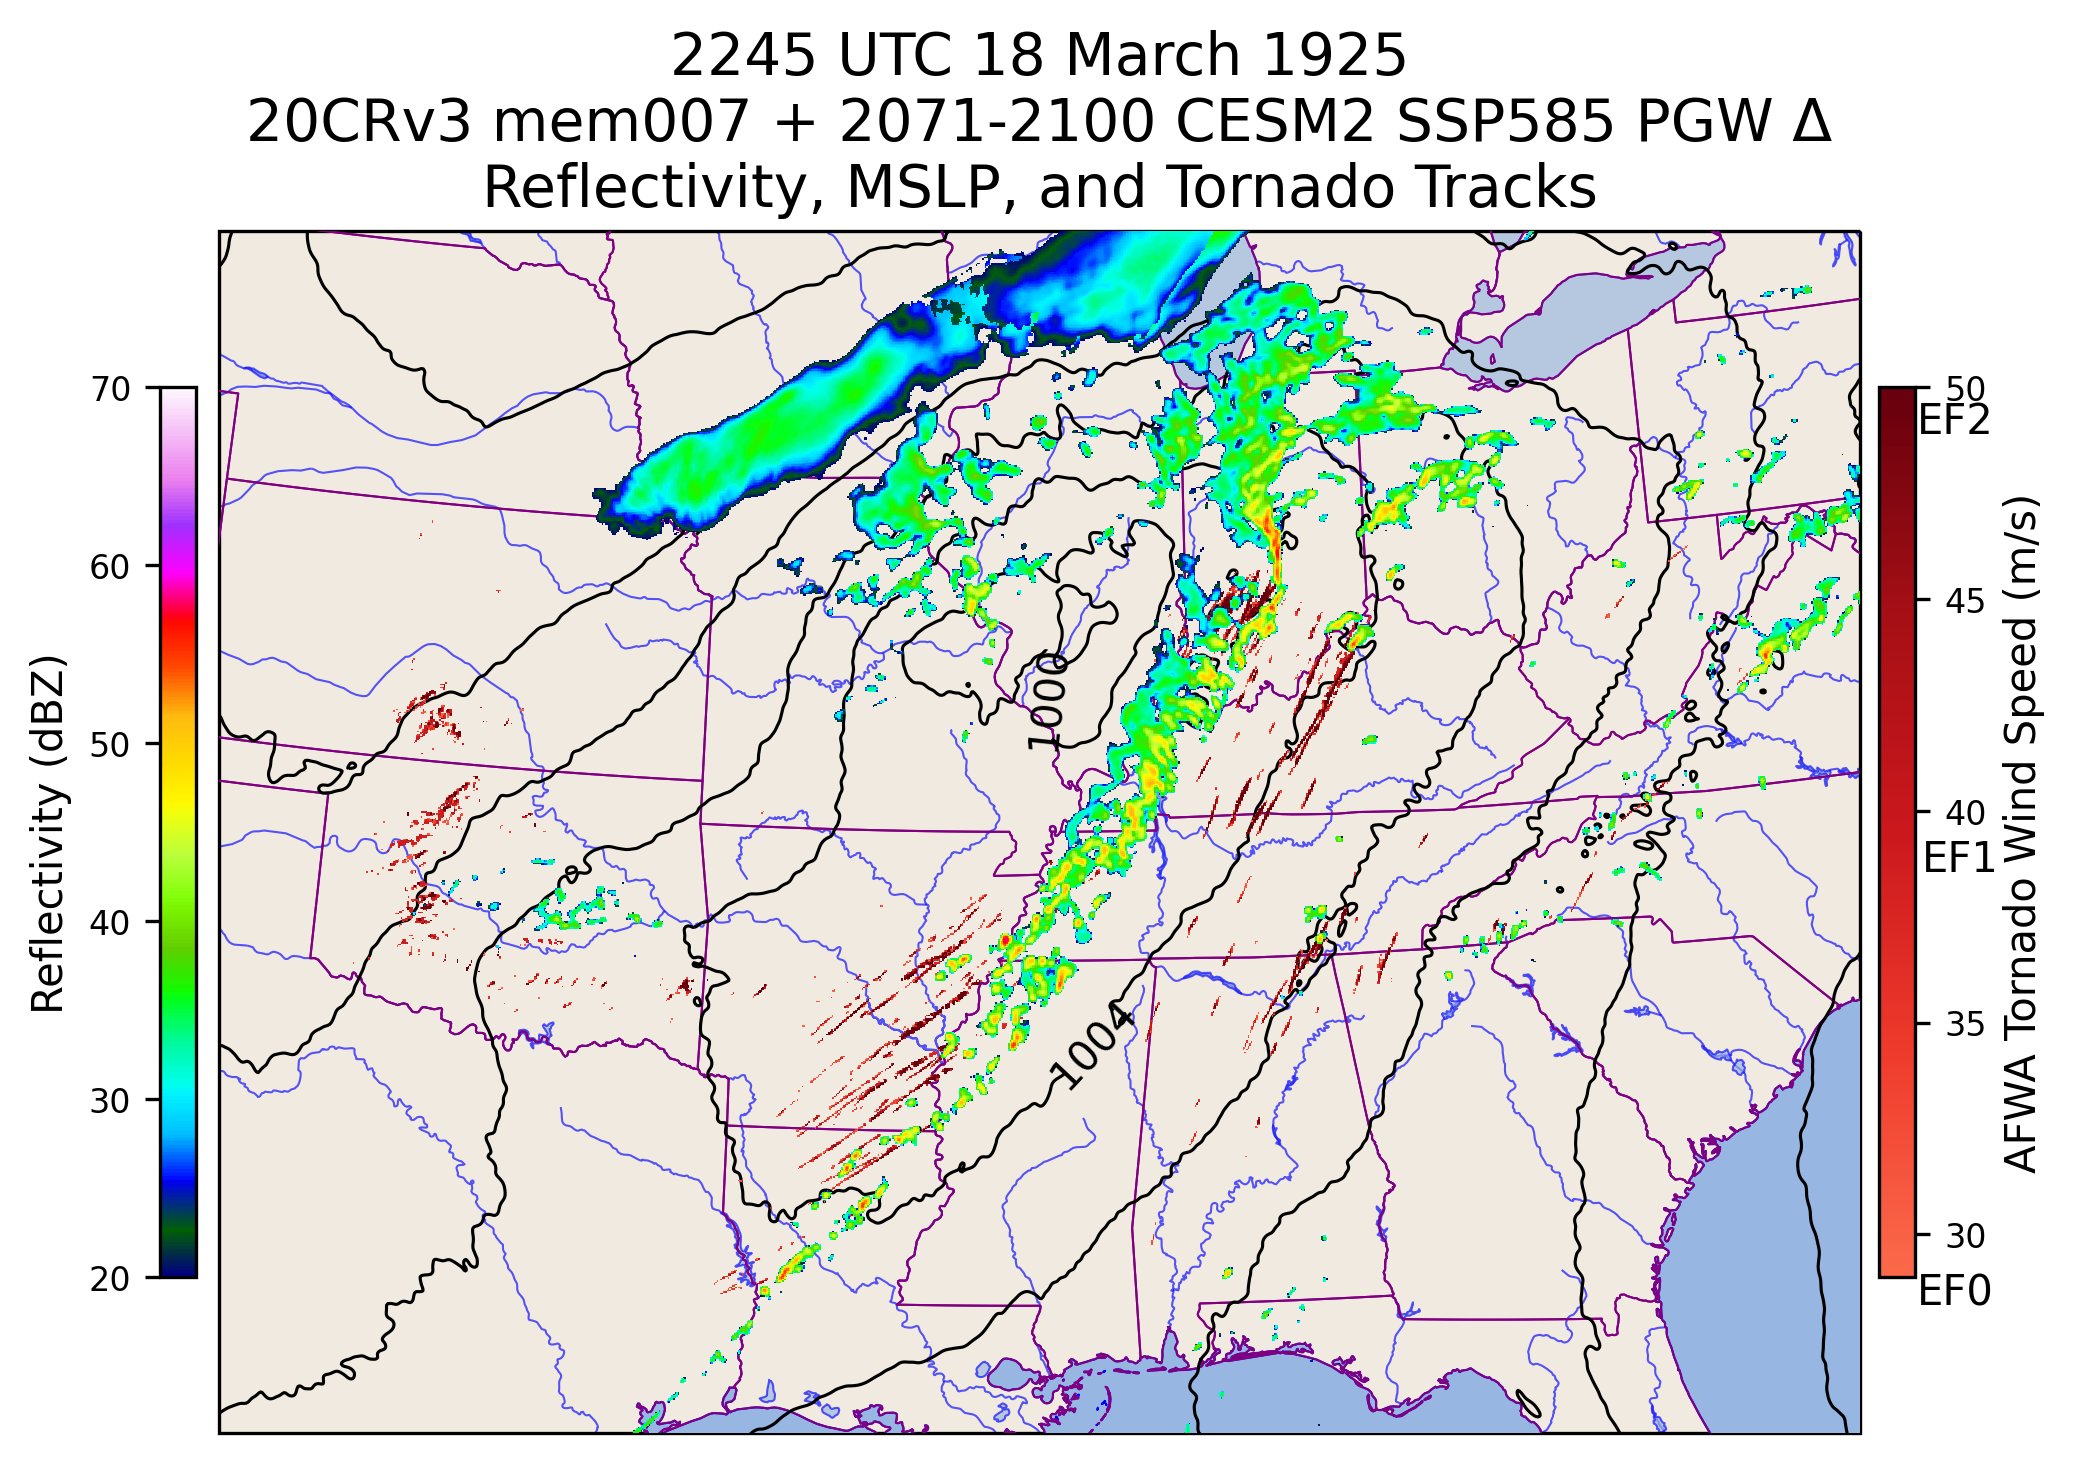 2245 UTC 18 March 1925
20CRv3 mem007 + 2071-2100 CESM2 SSP585 PGW Δ
Reflectivity, MSLP, and Tornado Tracks
70
60
50
40
30
20
Reflectivity (dBZ)
1000
1004
50
EF2
45
40
EF1
35
30
EF0
AFWA Tornado Wind Speed (m/s)